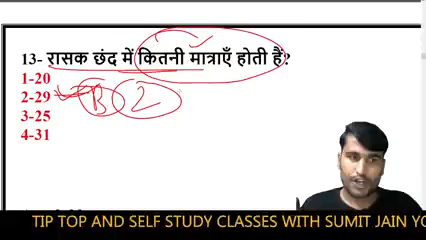 13- रासक छंद में कितनी मात्राएँ होती हैं?
1-20
2-29
B 2
3-25
4-31
TIP TOP AND SELF STUDY CLASSES WITH SUMIT JAIN YO